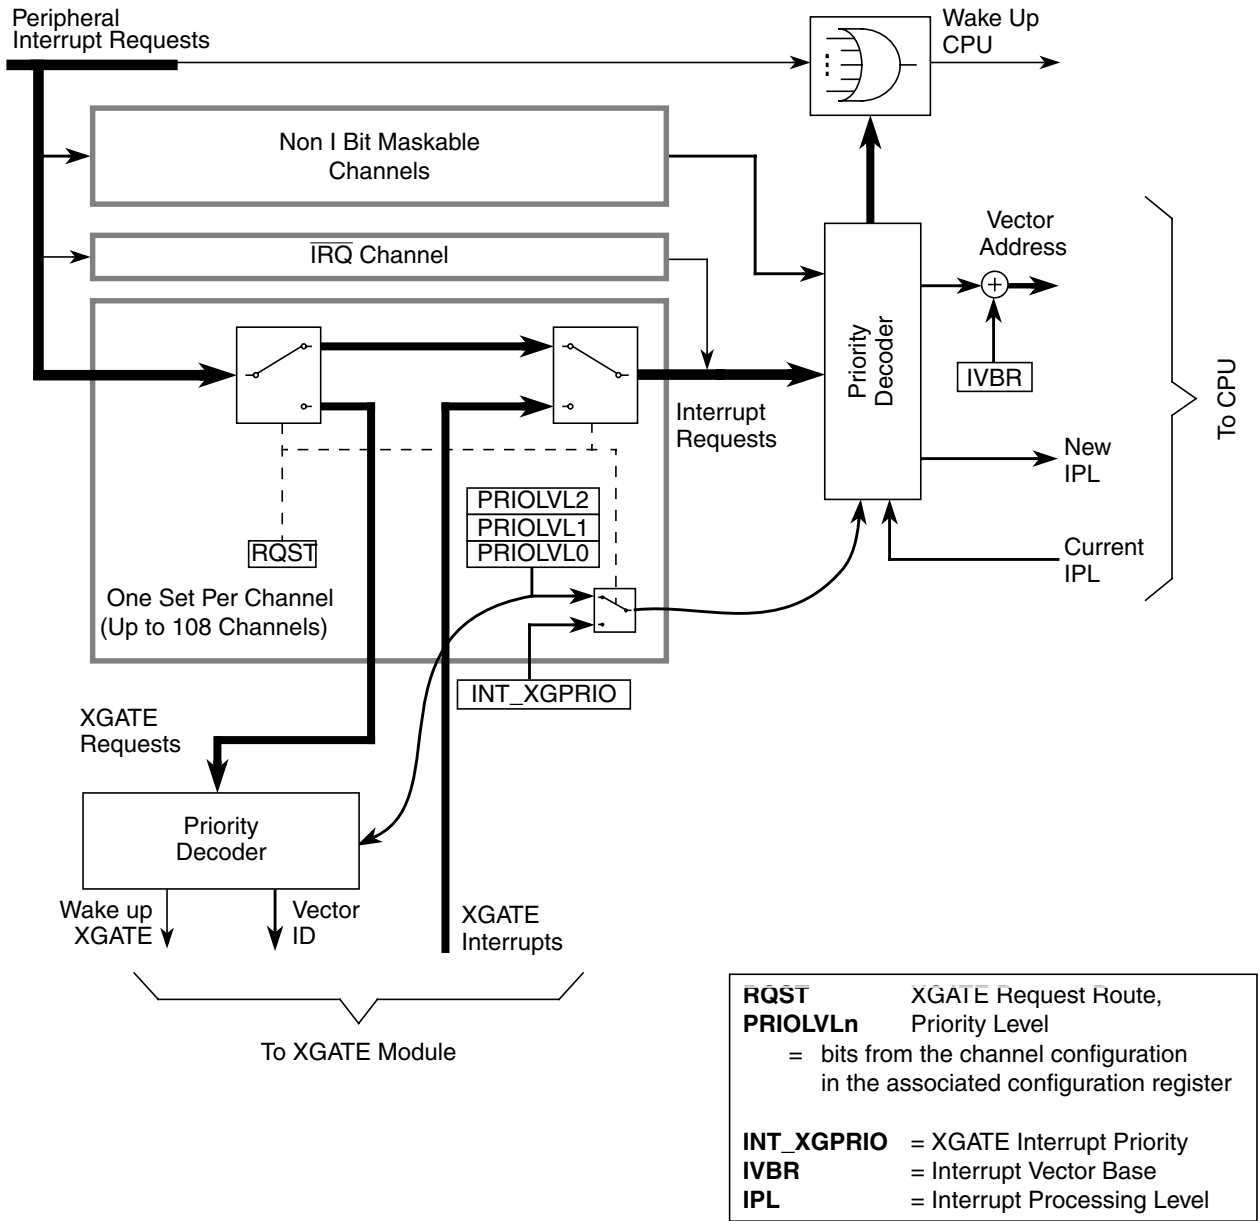 Peripheral
Interrupt Requests
Wake Up
CPU
Non I Bit Maskable
Channels
IRQ Channel
Vector
Address
Priority
Decoder
IVBR
To CPU
Interrupt
Requests
New
IPL
PRIOLVL2
PRIOLVL1
PRIOLVL0
RQST
Current
IPL
One Set Per Channel
(Up to 108 Channels)
INT_XGPRIO
XGATE
Requests
Priority
Decoder
Wake up
XGATE
Vector
ID
XGATE
Interrupts
To XGATE Module
RQST XGATE Request Route,
PRIOLVLn Priority Level
= bits from the channel configuration
in the associated configuration register
INT_XGPRIO = XGATE Interrupt Priority
IVBR = Interrupt Vector Base
IPL = Interrupt Processing Level